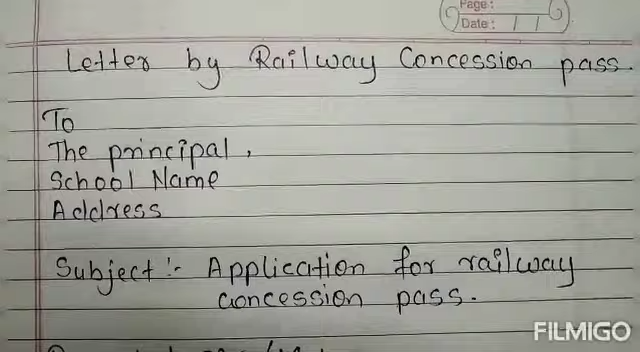 Page:
Date: / /
Letter by Railway Concession pass.
To
The principal,
School Name
Address
Subject:- Application for railway
concession pass.
FILMIGO